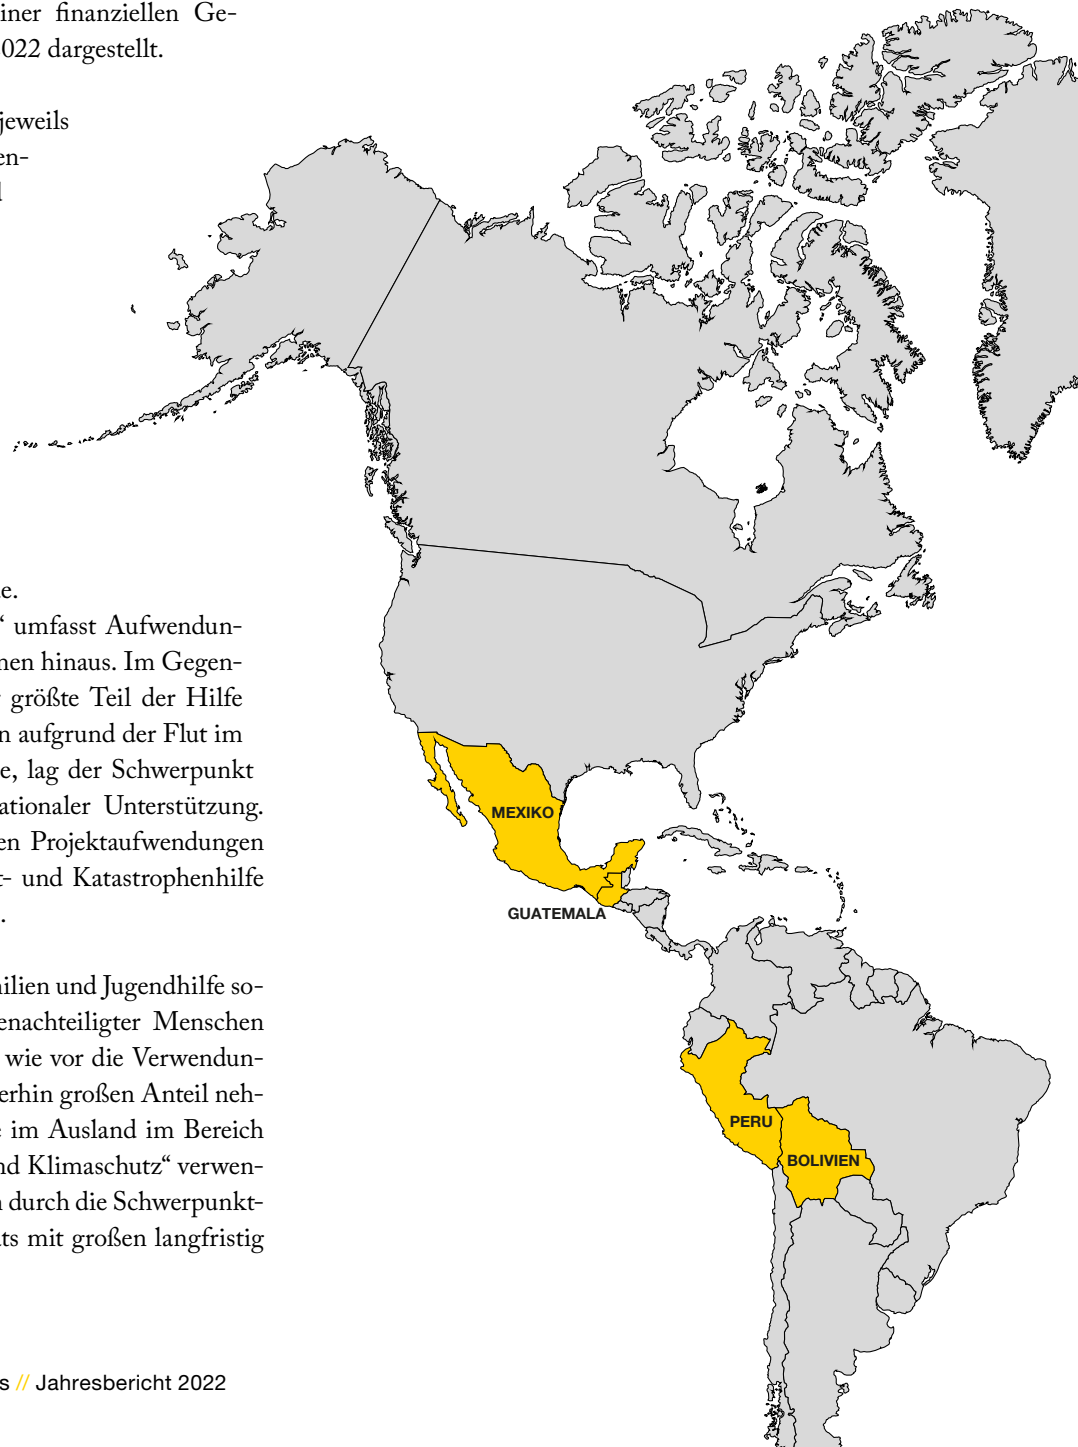 iner finanziellen Ge-
022 dargestellt.
jeweils
en-
l
e.
“ umfasst Aufwendun-
nen hinaus. Im Gegen-
r größte Teil der Hilfe
n aufgrund der Flut im
e, lag der Schwerpunkt
ationaler Unterstützung.
en Projektaufwendungen
t- und Katastrophenhilfe
.
milien und Jugendhilfe so-
enachteiligter Menschen
wie vor die Verwendun-
erhin großen Anteil neh-
e im Ausland im Bereich
nd Klimaschutz“ verwen-
n durch die Schwerpunkt-
ts mit großen langfristig
MEXIKO
GUATEMALA
PERU
BOLIVIEN
s // Jahresbericht 2022